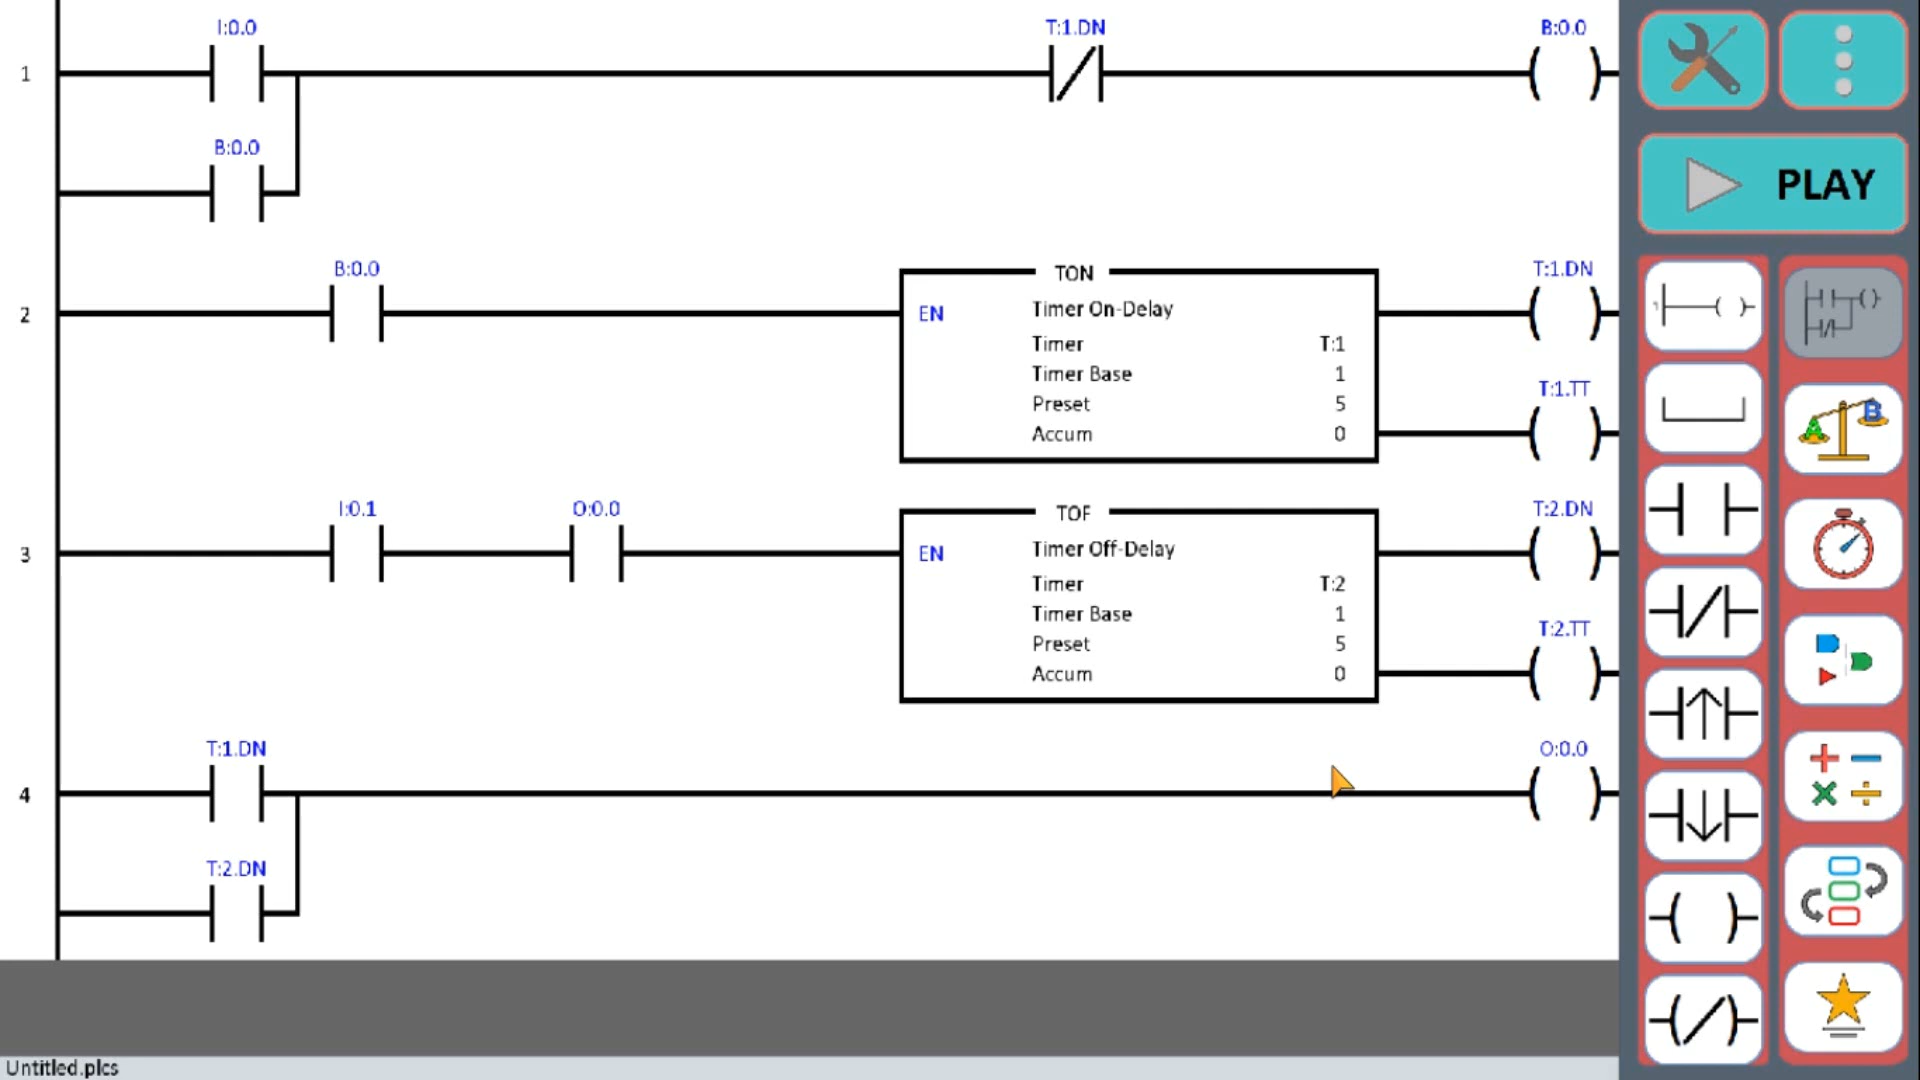 I:0.0 T:1.DN B:0.0
1
B:0.0
PLAY
B:0.0 TON T:1.DN
2 EN Timer On-Delay
Timer T:1
Timer Base 1
Preset 5
Accum 0
T:1.TT
I:0.1 O:0.0 TOF T:2.DN
3 EN Timer Off-Delay
Timer T:2
Timer Base 1
Preset 5
Accum 0
T:2.TT
T:1.DN O:0.0
4
T:2.DN
Untitled.plcs